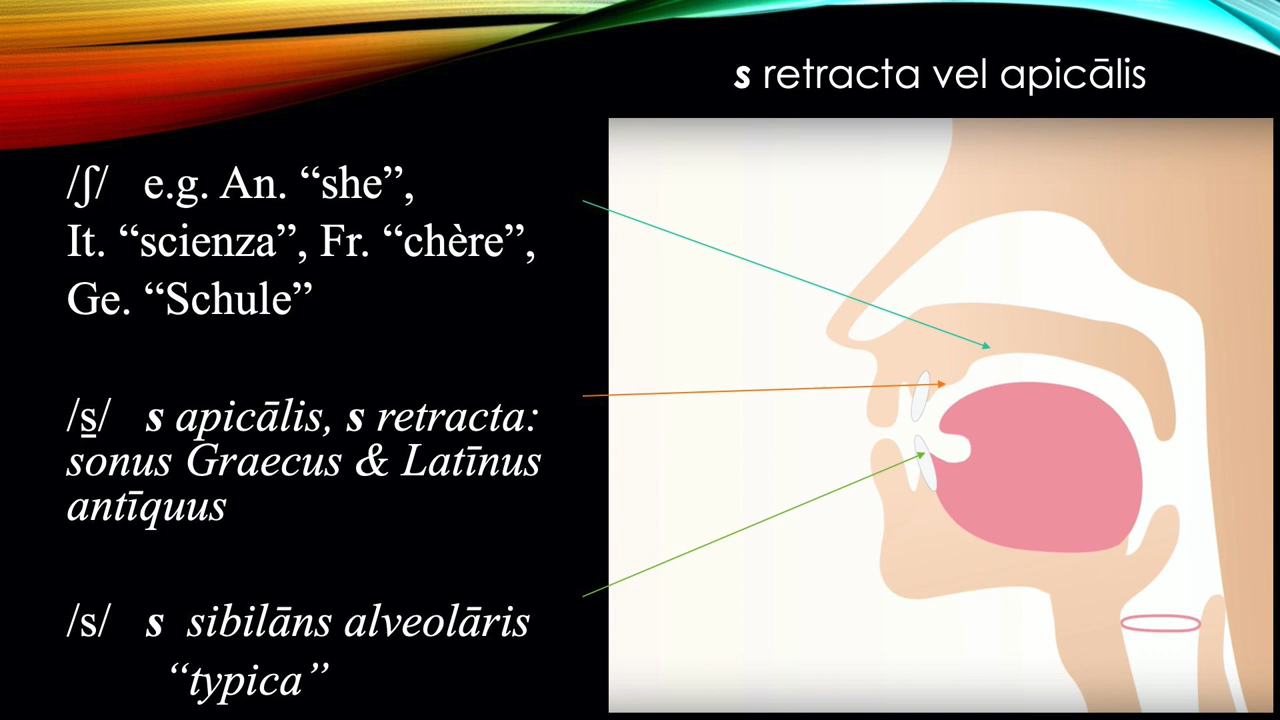 s retracta vel apicālis
/ʃ/ e.g. An. “she”,
It. “scienza”, Fr. “chère”,
Ge. “Schule”
/s̠/ s apicālis, s retracta:
sonus Graecus & Latīnus
antīquus
/s/ s sibilāns alveolāris
“typica”